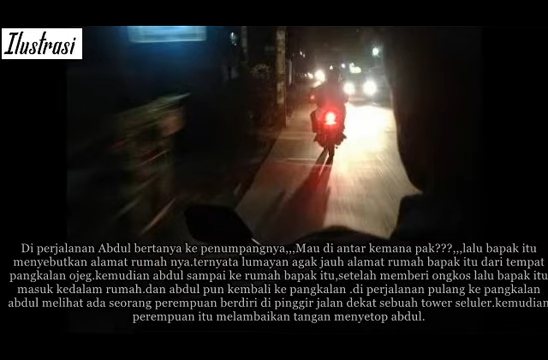 Ilustrasi
Di perjalanan Abdul bertanya ke penumpangnya,,,Mau di antar kemana pak???,,,lalu bapak itu
menyebutkan alamat rumah nya.ternyata lumayan agak jauh alamat rumah bapak itu dari tempat
pangkalan ojeg.kemudian abdul sampai ke rumah bapak itu,setelah memberi ongkos lalu bapak itu
masuk kedalam rumah.dan abdul pun kembali ke pangkalan .di perjalanan pulang ke pangkalan
abdul melihat ada seorang perempuan berdiri di pinggir jalan dekat sebuah tower seluler.kemudian
perempuan itu melambaikan tangan menyetop abdul.